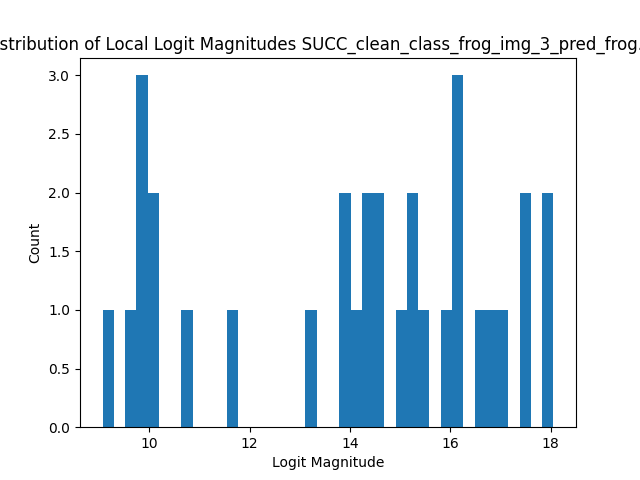 stribution of Local Logit Magnitudes SUCC_clean_class_frog_img_3_pred_frog.
3.0
2.5
2.0
1.5
1.0
0.5
0.0
Count
10 12 14 16 18
Logit Magnitude